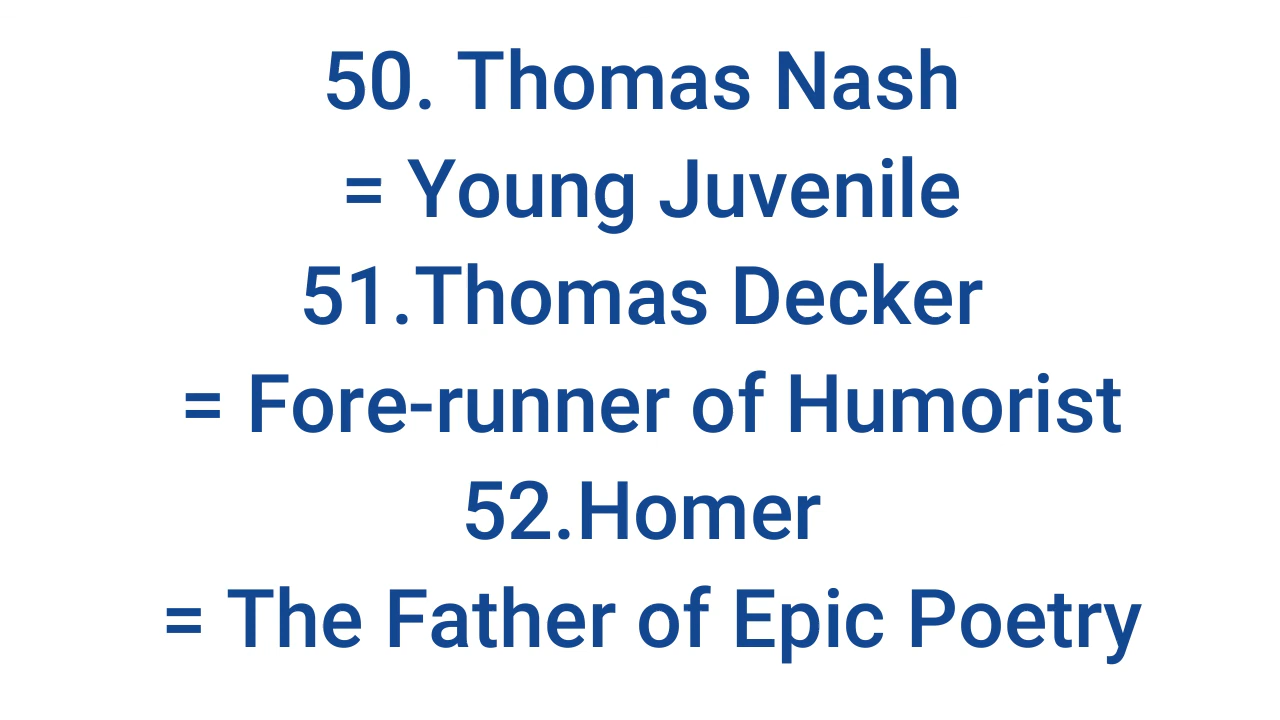 50. Thomas Nash
= Young Juvenile
51.Thomas Decker
= Fore-runner of Humorist
52.Homer
= The Father of Epic Poetry